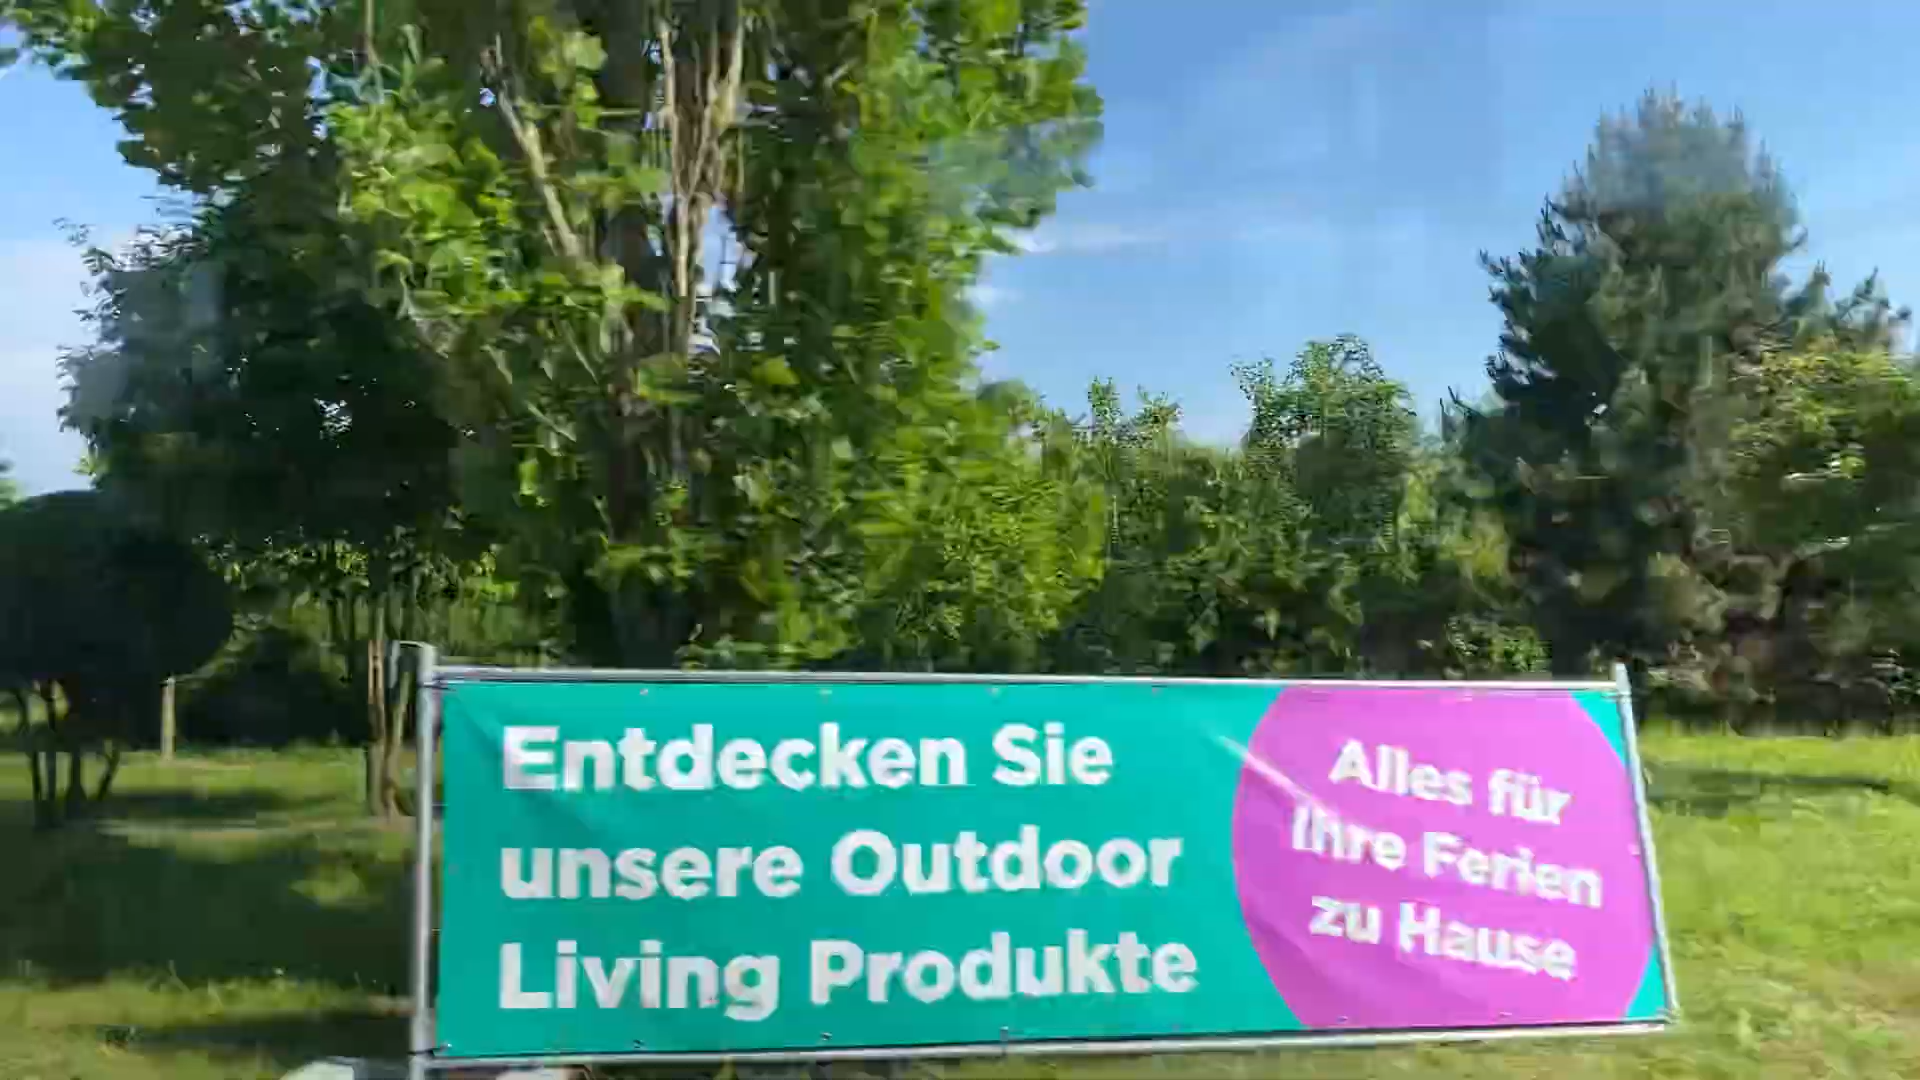 Entdecken Sie
unsere Outdoor
Living Produkte
Alles für
Ihre Ferien
zu Hause